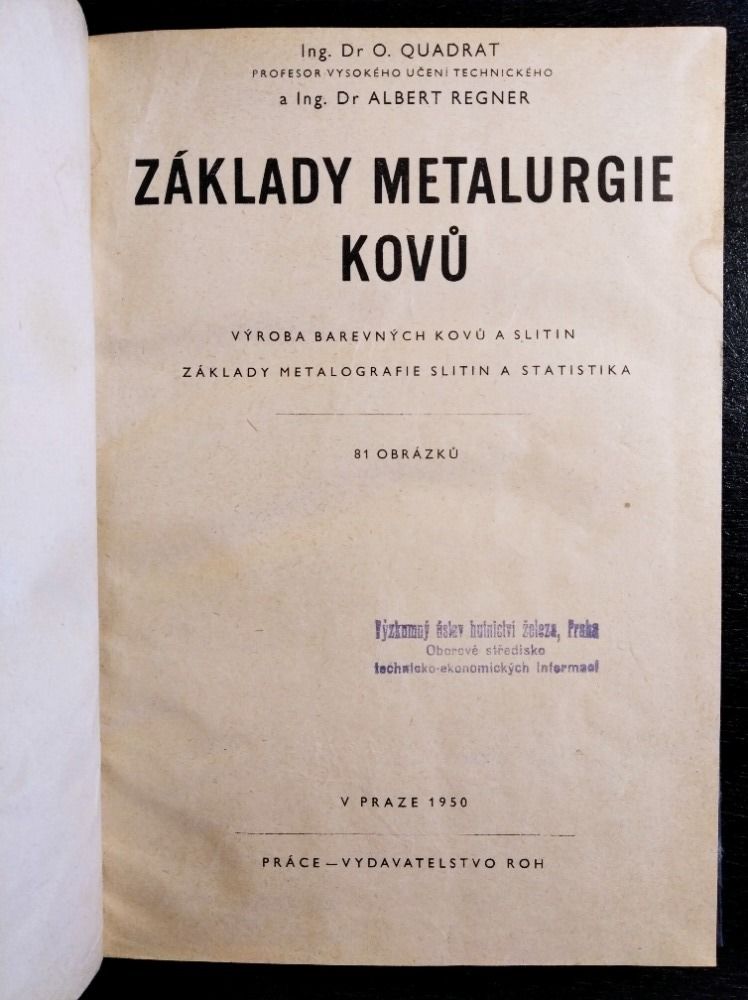 Ing. Dr O. QUADRAT
PROFESOR VYSOKÉHO UČENÍ TECHNICKÉHO
a Ing. Dr ALBERT REGNER
ZÁKLADY METALURGIE
KOVŮ
VÝROBA BAREVNÝCH KOVŮ A SLITIN
ZÁKLADY METALOGRAFIE SLITIN A STATISTIKA
81 OBRÁZKŮ
Výzkumný ústav hutnictví železa, Praha
Oborové středisko
technicko-ekonomických informací
V PRAZE 1950
PRÁCE—VYDAVATELSTVO ROH